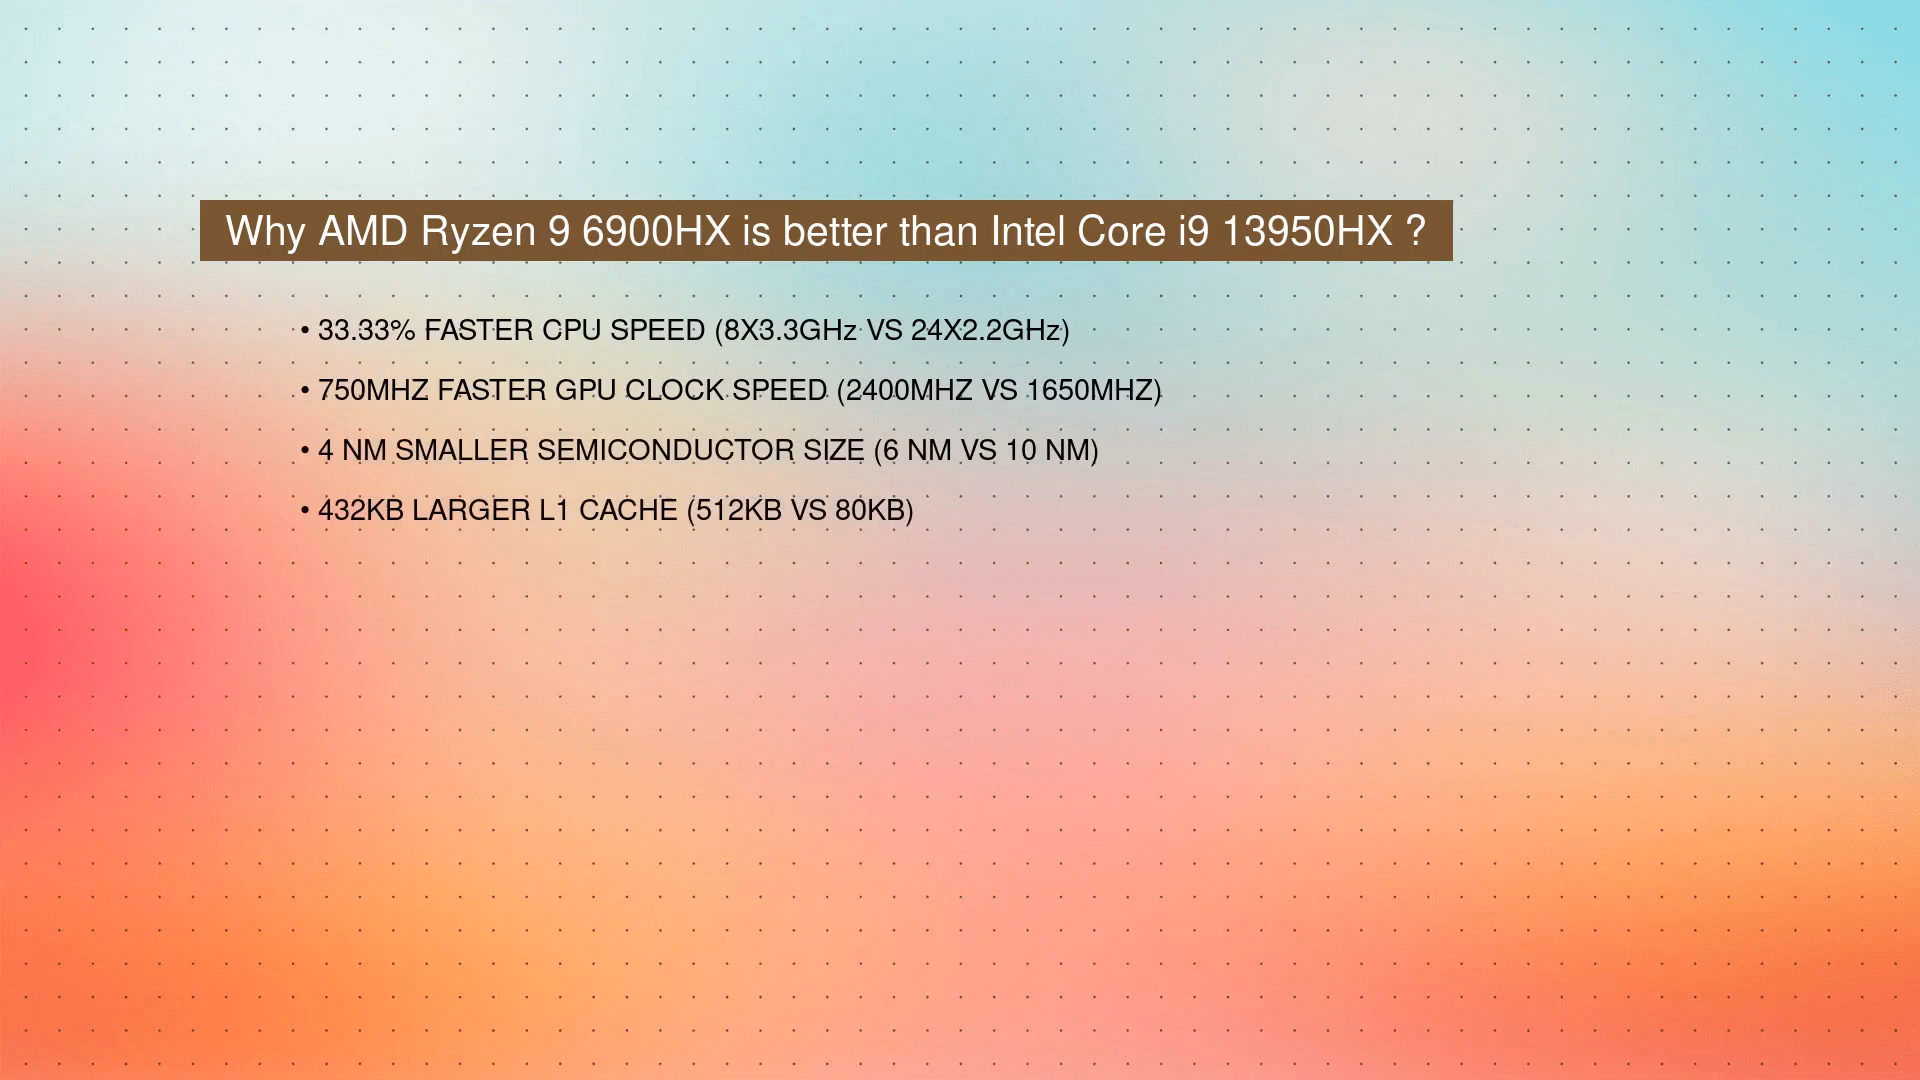 Why AMD Ryzen 9 6900HX is better than Intel Core i9 13950HX ?
• 33.33% FASTER CPU SPEED (8X3.3GHz VS 24X2.2GHz)
• 750MHZ FASTER GPU CLOCK SPEED (2400MHZ VS 1650MHZ)
• 4 NM SMALLER SEMICONDUCTOR SIZE (6 NM VS 10 NM)
• 432KB LARGER L1 CACHE (512KB VS 80KB)